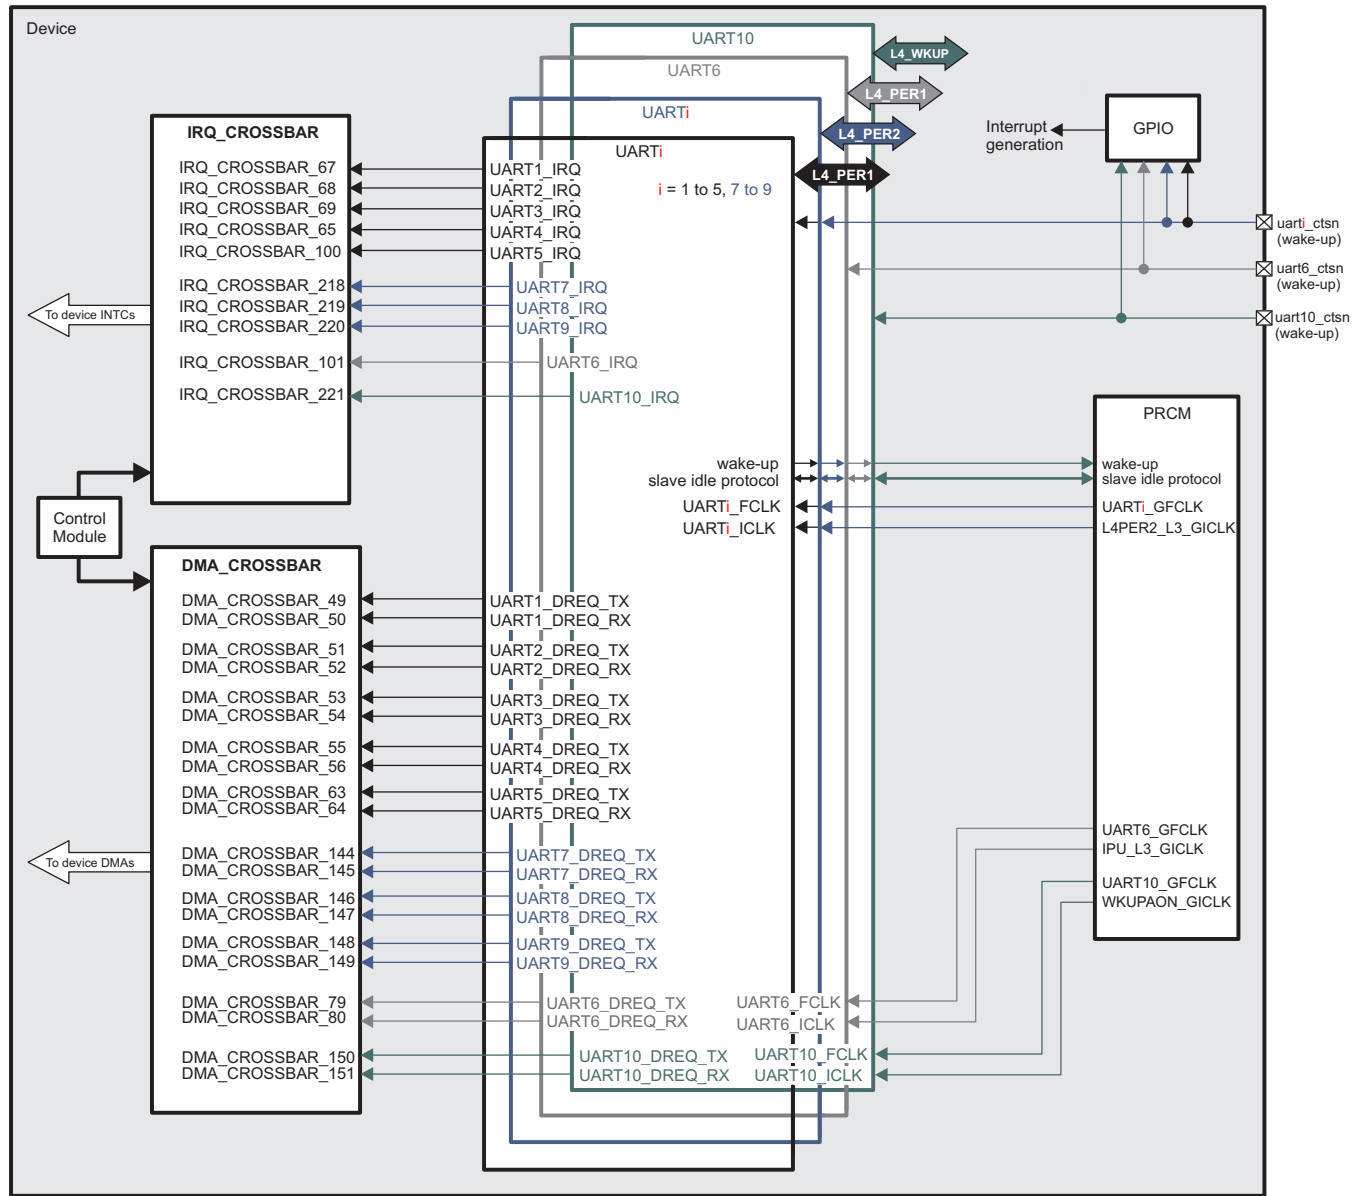 Device
UART10
L4_WKUP
UART6
L4_PER1
UARTi
L4_PER2
UARTi
i = 1 to 5, 7 to 9
L4_PER1
GPIO
Interrupt
generation
uarti_ctsn
(wake-up)
uart6_ctsn
(wake-up)
uart10_ctsn
(wake-up)
IRQ_CROSSBAR
IRQ_CROSSBAR_67
IRQ_CROSSBAR_68
IRQ_CROSSBAR_69
IRQ_CROSSBAR_65
IRQ_CROSSBAR_100
IRQ_CROSSBAR_218
IRQ_CROSSBAR_219
IRQ_CROSSBAR_220
IRQ_CROSSBAR_101
IRQ_CROSSBAR_221
To device INTCs
UART1_IRQ
UART2_IRQ
UART3_IRQ
UART4_IRQ
UART5_IRQ
UART7_IRQ
UART8_IRQ
UART9_IRQ
UART6_IRQ
UART10_IRQ
wake-up
slave idle protocol
UARTi_FCLK
UARTi_ICLK
PRCM
wake-up
slave idle protocol
UARTi_GFCLK
L4PER2_L3_GICLK
UART6_GFCLK
IPU_L3_GICLK
UART10_GFCLK
WKUPAON_GICLK
Control
Module
DMA_CROSSBAR
DMA_CROSSBAR_49
DMA_CROSSBAR_50
DMA_CROSSBAR_51
DMA_CROSSBAR_52
DMA_CROSSBAR_53
DMA_CROSSBAR_54
DMA_CROSSBAR_55
DMA_CROSSBAR_56
DMA_CROSSBAR_63
DMA_CROSSBAR_64
DMA_CROSSBAR_144
DMA_CROSSBAR_145
DMA_CROSSBAR_146
DMA_CROSSBAR_147
DMA_CROSSBAR_148
DMA_CROSSBAR_149
DMA_CROSSBAR_79
DMA_CROSSBAR_80
DMA_CROSSBAR_150
DMA_CROSSBAR_151
To device DMAs
UART1_DREQ_TX
UART1_DREQ_RX
UART2_DREQ_TX
UART2_DREQ_RX
UART3_DREQ_TX
UART3_DREQ_RX
UART4_DREQ_TX
UART4_DREQ_RX
UART5_DREQ_TX
UART5_DREQ_RX
UART7_DREQ_TX
UART7_DREQ_RX
UART8_DREQ_TX
UART8_DREQ_RX
UART9_DREQ_TX
UART9_DREQ_RX
UART6_DREQ_TX
UART6_DREQ_RX
UART10_DREQ_TX
UART10_DREQ_RX
UART6_FCLK
UART6_ICLK
UART10_FCLK
UART10_ICLK